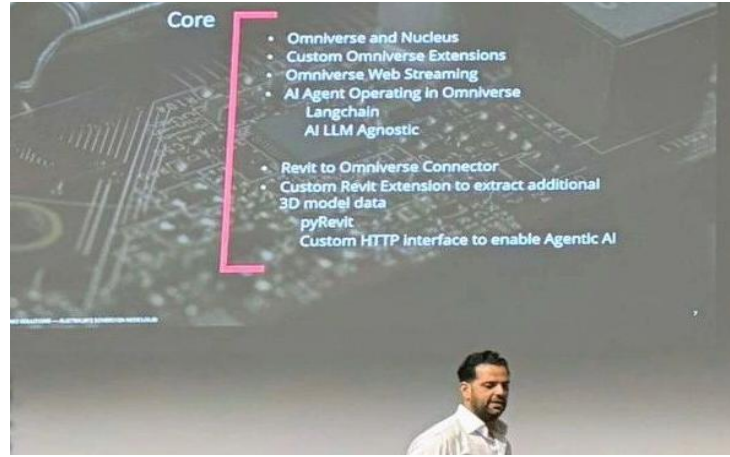 Core
• Omniverse and Nucleus
• Custom Omniverse Extensions
• Omniverse Web Streaming
• AI Agent Operating in Omniverse
Langchain
AI LLM Agnostic
• Revit to Omniverse Connector
• Custom Revit Extension to extract additional
3D model data
pyRevit
Custom HTTP interface to enable Agentic AI